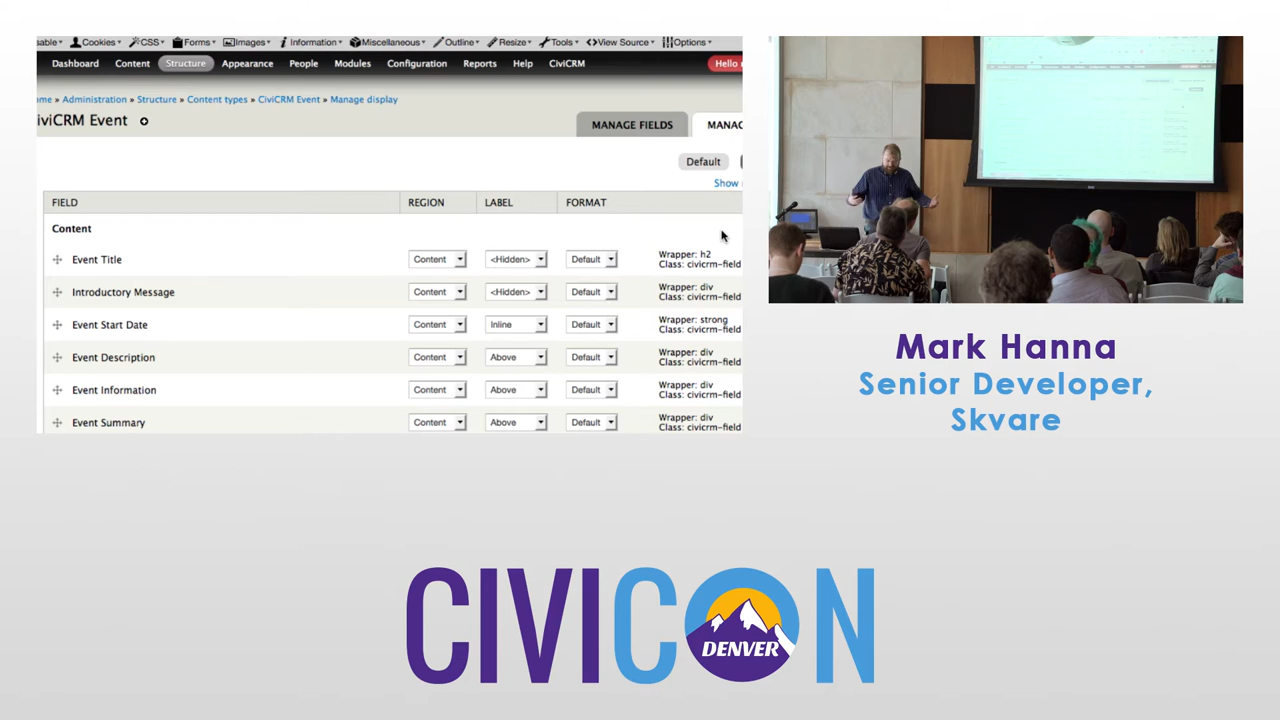 sable▾ Cookies▾ CSS▾ Forms▾ Images▾ Information▾ Miscellaneous▾ Outline▾ Resize▾ Tools▾ View Source▾ Options▾
Dashboard Content Structure Appearance People Modules Configuration Reports Help CiviCRM Hello
ome » Administration » Structure » Content types » CiviCRM Event » Manage display
iviCRM Event
MANAGE FIELDS MANAG
Default
Show
FIELD REGION LABEL FORMAT
Content
Event Title Content <Hidden> Default Wrapper: h2
Class: civicrm-field
Introductory Message Content <Hidden> Default Wrapper: div
Class: civicrm-field
Event Start Date Content Inline Default Wrapper: strong
Class: civicrm-field
Event Description Content Above Default Wrapper: div
Class: civicrm-field
Event Information Content Above Default Wrapper: div
Class: civicrm-field
Event Summary Content Above Default Wrapper: div
Class: civicrm-field
Mark Hanna
Senior Developer,
Skvare
CIVICON
DENVER